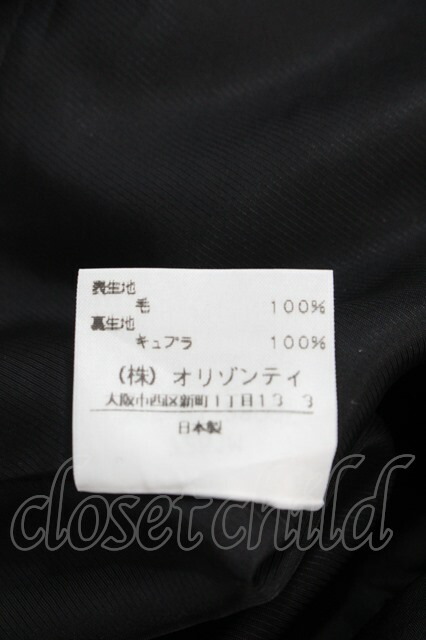 表生地
毛 100%
裏生地
キュプラ 100%
(株)オリゾンティ
大阪市西区新町1丁目13 3
日本製
closet child